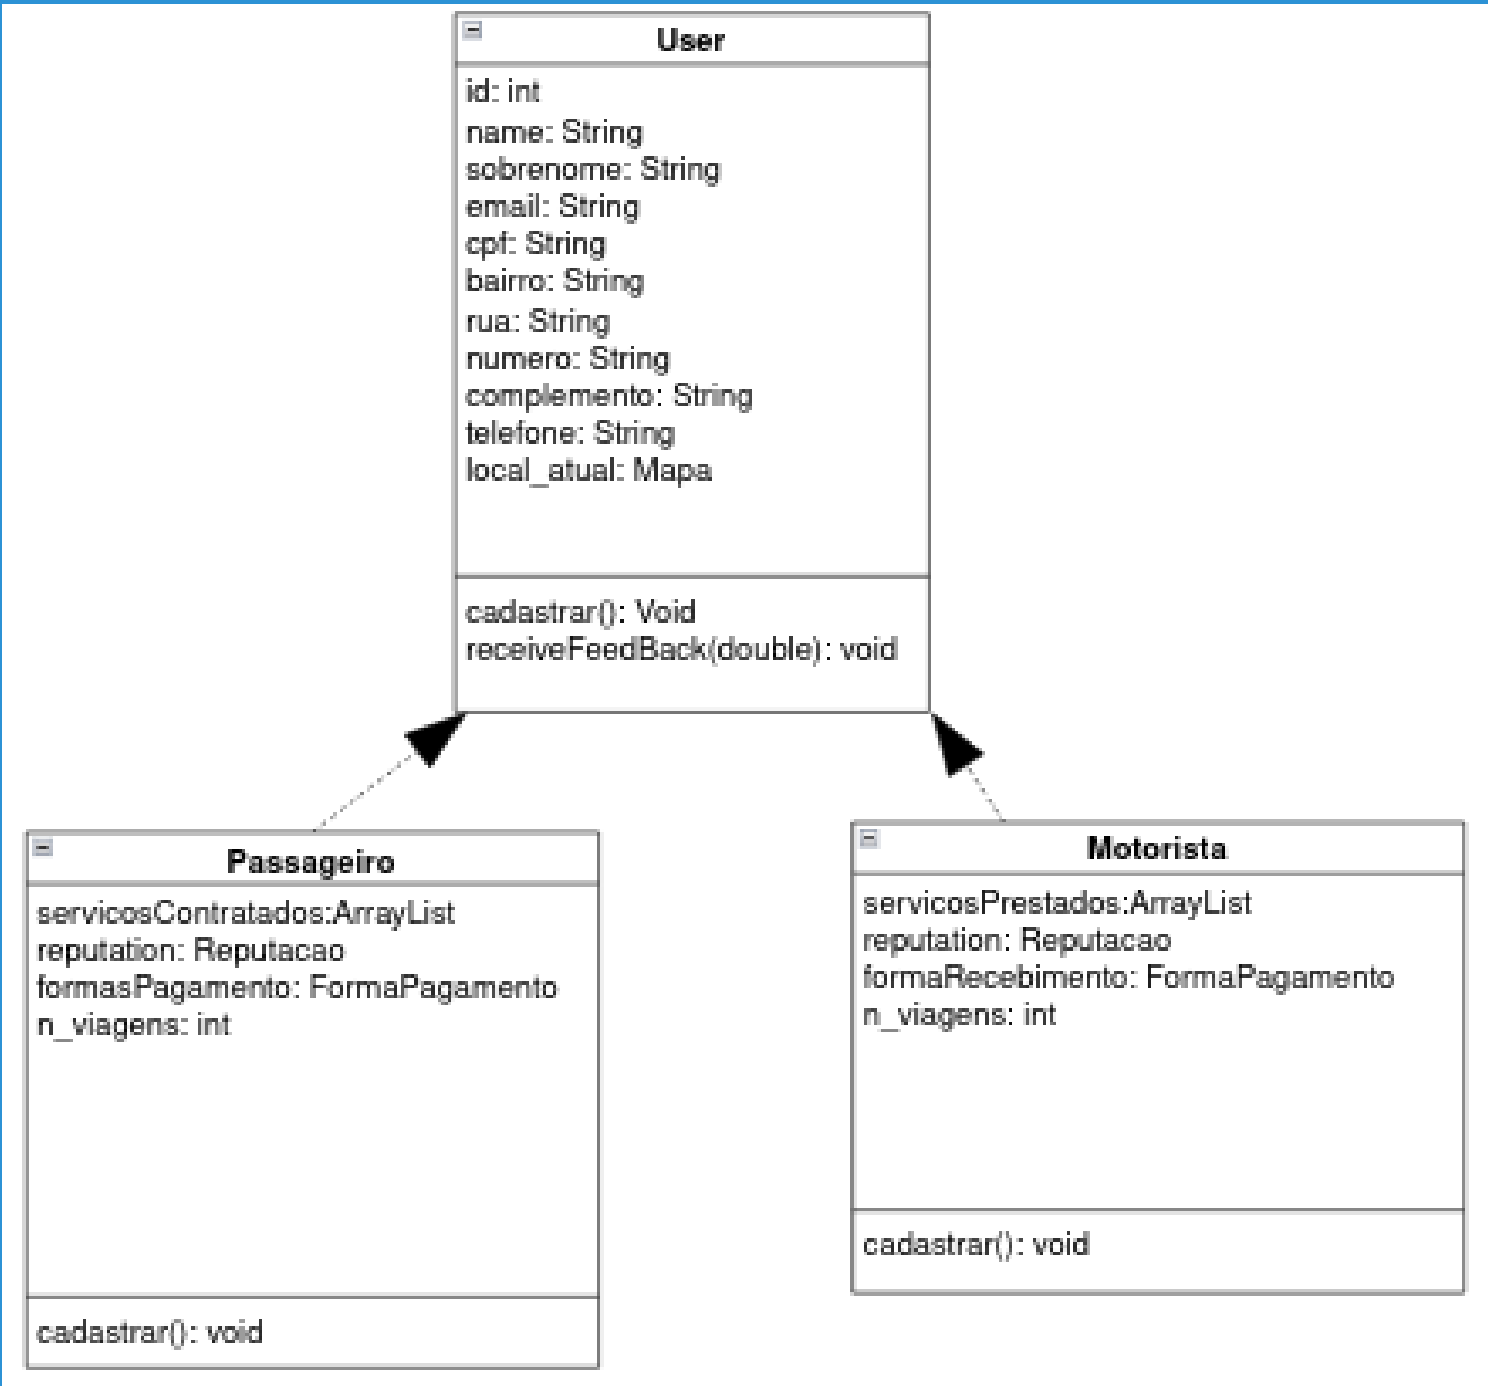 User
id: int
name: String
sobrenome: String
email: String
cpf: String
bairro: String
rua: String
numero: String
complemento: String
telefone: String
local_atual: Mapa
cadastrar(): Void
receiveFeedBack(double): void
Passageiro
servicosContratados:ArrayList
reputation: Reputacao
formasPagamento: FormaPagamento
n_viagens: int
cadastrar(): void
Motorista
servicosPrestados:ArrayList
reputation: Reputacao
formaRecebimento: FormaPagamento
n_viagens: int
cadastrar(): void